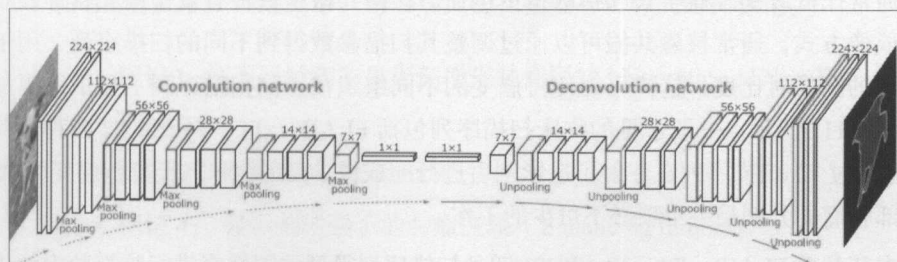 224×224
112×112
Convolution network
56×56
28×28
14×14
7×7
1×1
1×1
Deconvolution network
7×7
14×14
28×28
56×56
112×112
224×224
Max
pooling
Max
pooling
Max
pooling
Max
pooling
Max
pooling
Unpooling
Unpooling
Unpooling
Unpooling
Unpooling